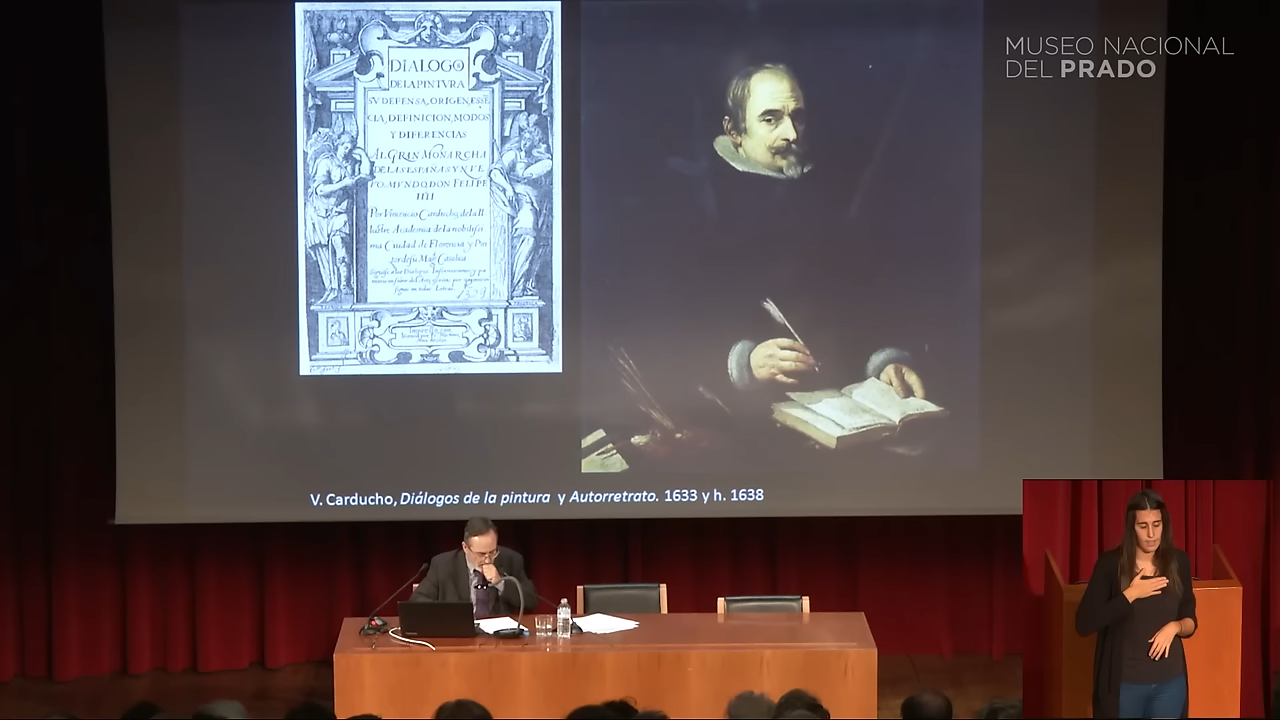 MUSEO NACIONAL
DEL PRADO
DIALOGOS
DE LA PINTVRA
SV DEFENSA, ORIGEN, ESSE
CIA, DEFINICION, MODOS
Y DIFERENCIAS
AL GRAN MONARCHA
DE LAS ESPAÑAS Y NVE
VO MVNDO DON FELIPE
IIII
Por Vincencio Carducho, de la Il
lustre Academia de la nobilissi
ma Ciudad de Florencia, y Pin
tor de su Mag.d Catolica
V. Carducho, Diálogos de la pintura y Autorretrato. 1633 y h. 1638